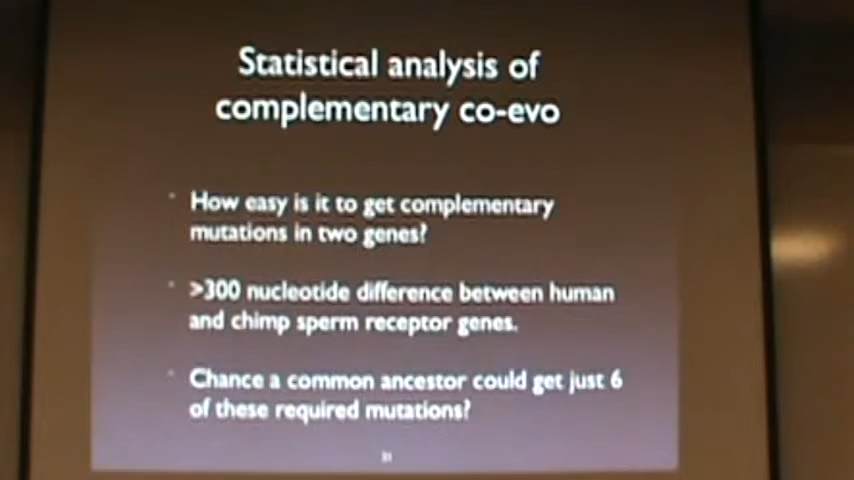 Statistical analysis of
complementary co-evo
How easy is it to get complementary
mutations in two genes?
>300 nucleotide difference between human
and chimp sperm receptor genes.
Chance a common ancestor could get just 6
of these required mutations?